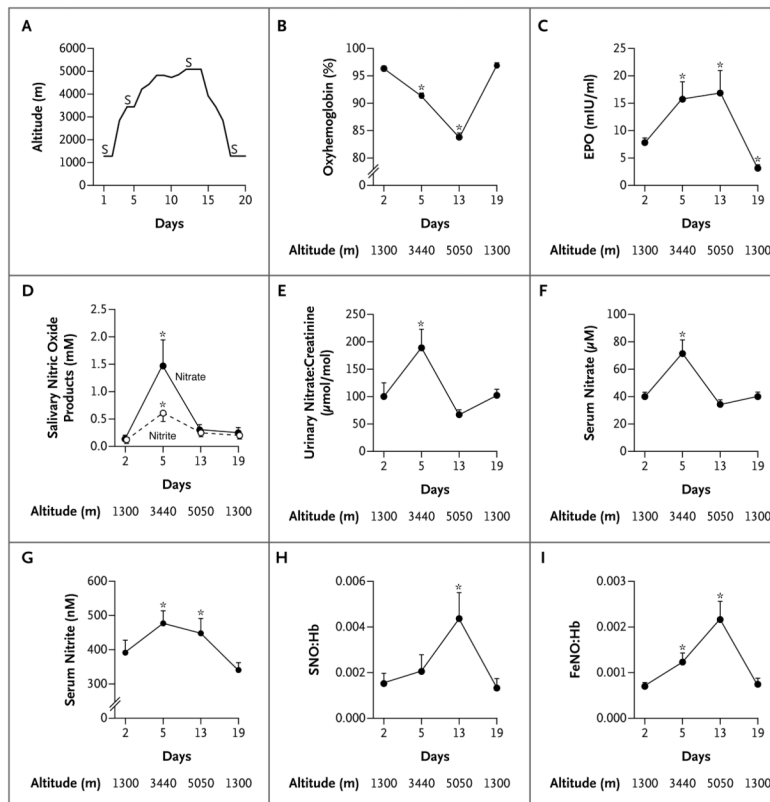 A
Altitude (m)
6000
5000
4000
3000
2000
1000
0
S
S
S
S
1 5 10 15 20
Days
B
Oxyhemoglobin (%)
100
95
90
85
80
0
*
*
2 5 13 19
Days
Altitude (m) 1300 3440 5050 1300
C
EPO (mIU/ml)
25
20
15
10
5
0
*
*
*
2 5 13 19
Days
Altitude (m) 1300 3440 5050 1300
D
Salivary Nitric Oxide
Products (mM)
2.5
2.0
1.5
1.0
0.5
0.0
*
Nitrate
*
Nitrite
2 5 13 19
Days
Altitude (m) 1300 3440 5050 1300
E
Urinary Nitrate:Creatinine
(µmol/mol)
250
200
150
100
50
0
*
2 5 13 19
Days
Altitude (m) 1300 3440 5050 1300
F
Serum Nitrate (µM)
100
80
60
40
20
0
*
2 5 13 19
Days
Altitude (m) 1300 3440 5050 1300
G
Serum Nitrite (nM)
600
500
400
300
0
*
*
2 5 13 19
Days
Altitude (m) 1300 3440 5050 1300
H
SNO:Hb
0.006
0.004
0.002
0.000
*
2 5 13 19
Days
Altitude (m) 1300 3440 5050 1300
I
FeNO:Hb
0.003
0.002
0.001
0.000
*
*
2 5 13 19
Days
Altitude (m) 1300 3440 5050 1300